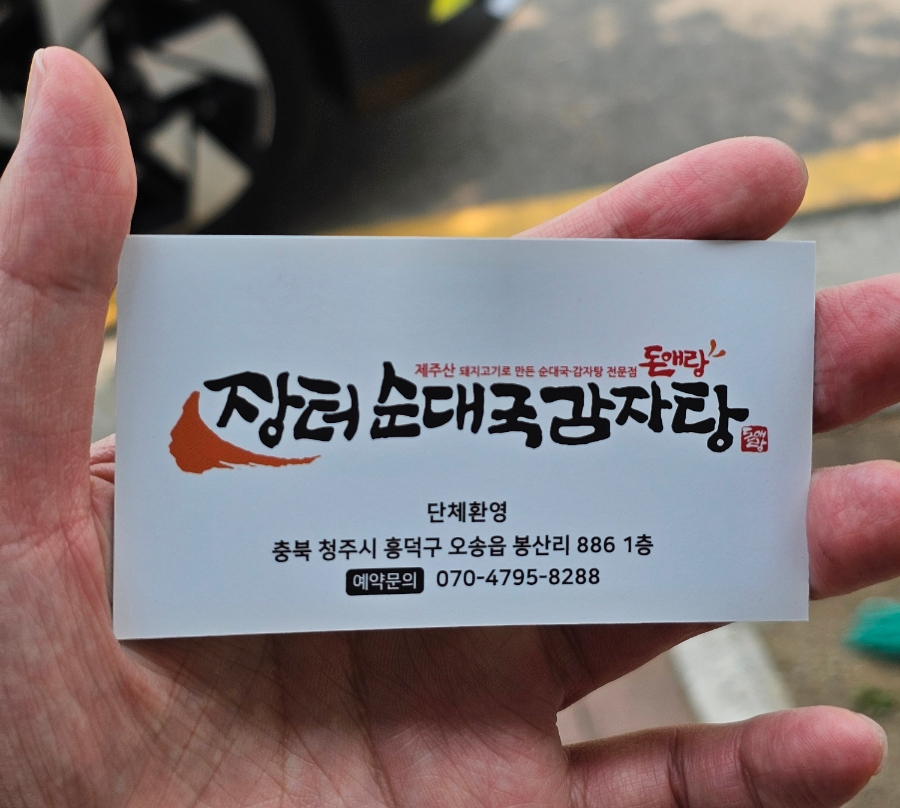 제주산 돼지고기로 만든 순대국·감자탕 전문점 돈애랑
장터순대국감자탕
돈애랑
단체환영
충북 청주시 흥덕구 오송읍 봉산리 886 1층
예약문의 070-4795-8288